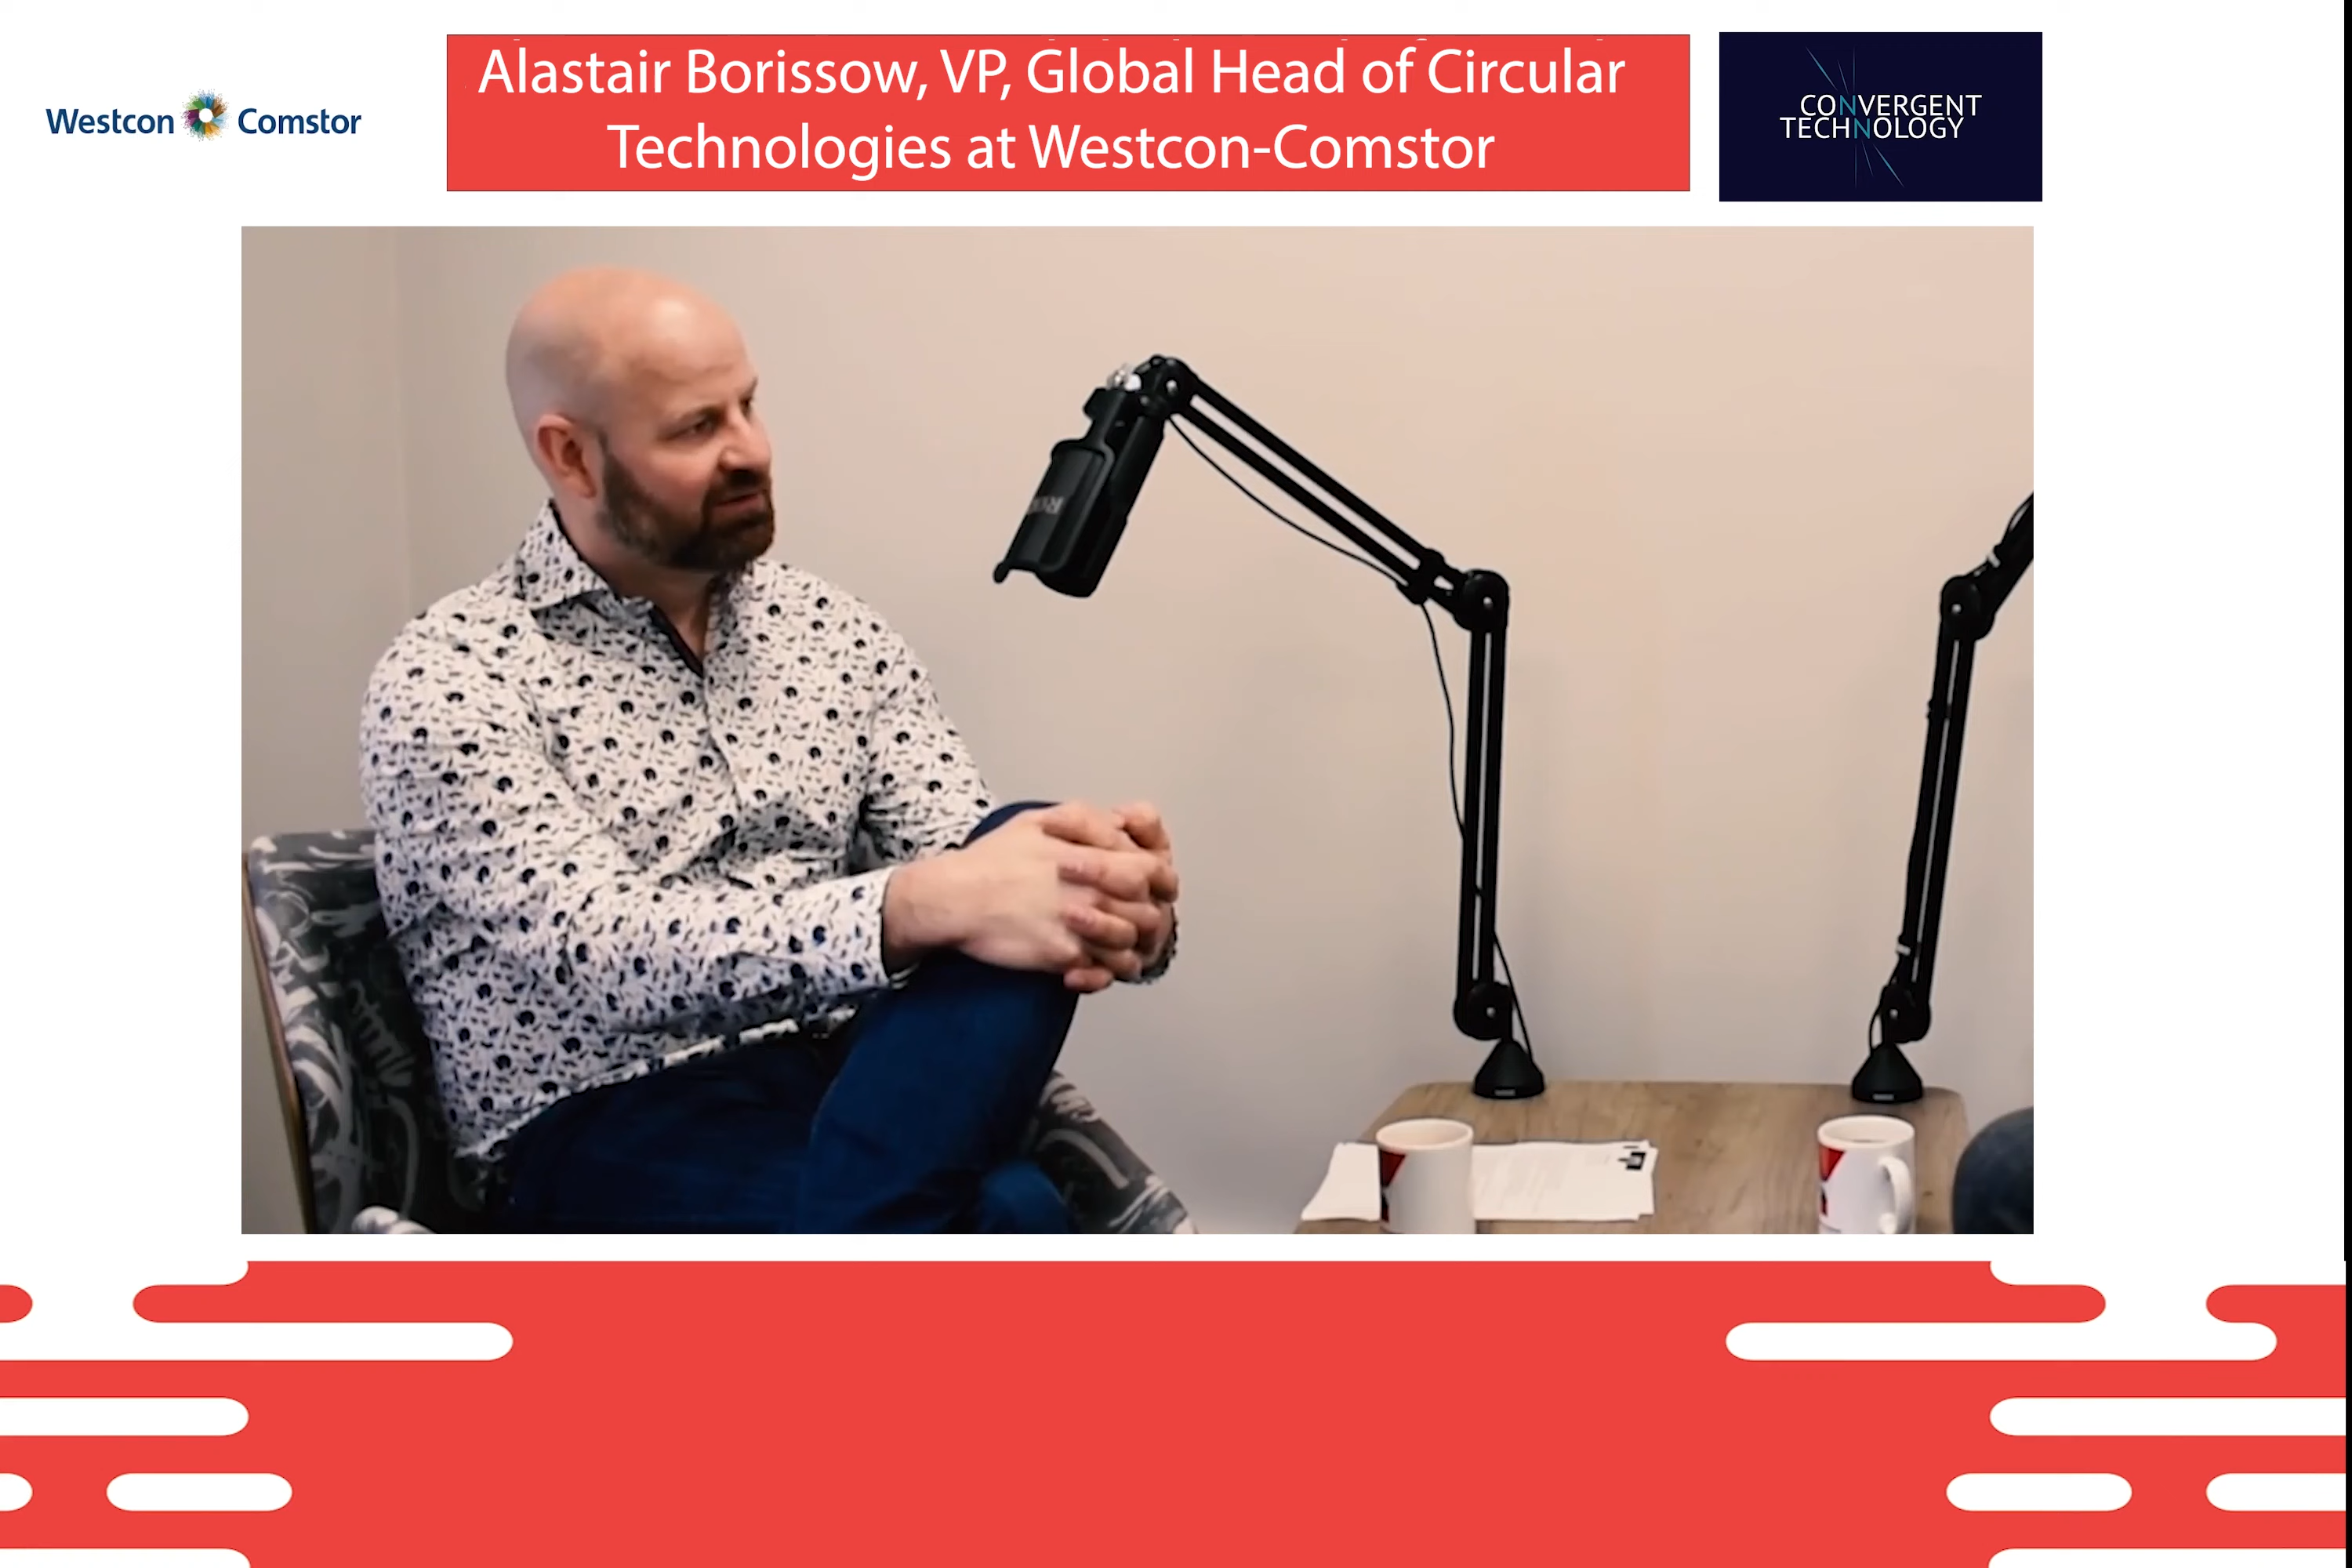 Westcon Comstor
Alastair Borissow, VP, Global Head of Circular
Technologies at Westcon-Comstor
CONVERGENT
TECHNOLOGY